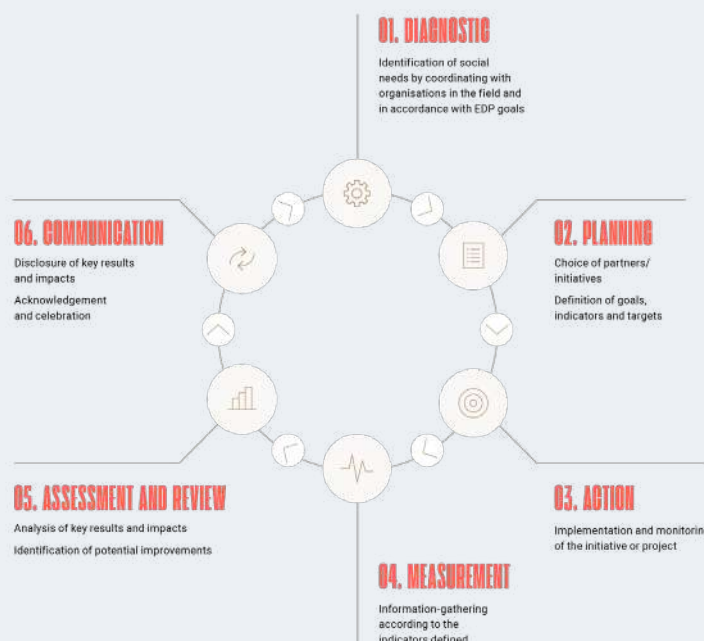 01. DIAGNOSTIC
Identification of social
needs by coordinating with
organisations in the field and
in accordance with EDP goals
02. PLANNING
Choice of partners/
initiatives
Definition of goals,
indicators and targets
03. ACTION
Implementation and monitorin
of the initiative or project
04. MEASUREMENT
Information-gathering
according to the
indicators defined
05. ASSESSMENT AND REVIEW
Analysis of key results and impacts
Identification of potential improvements
06. COMMUNICATION
Disclosure of key results
and impacts
Acknowledgement
and celebration